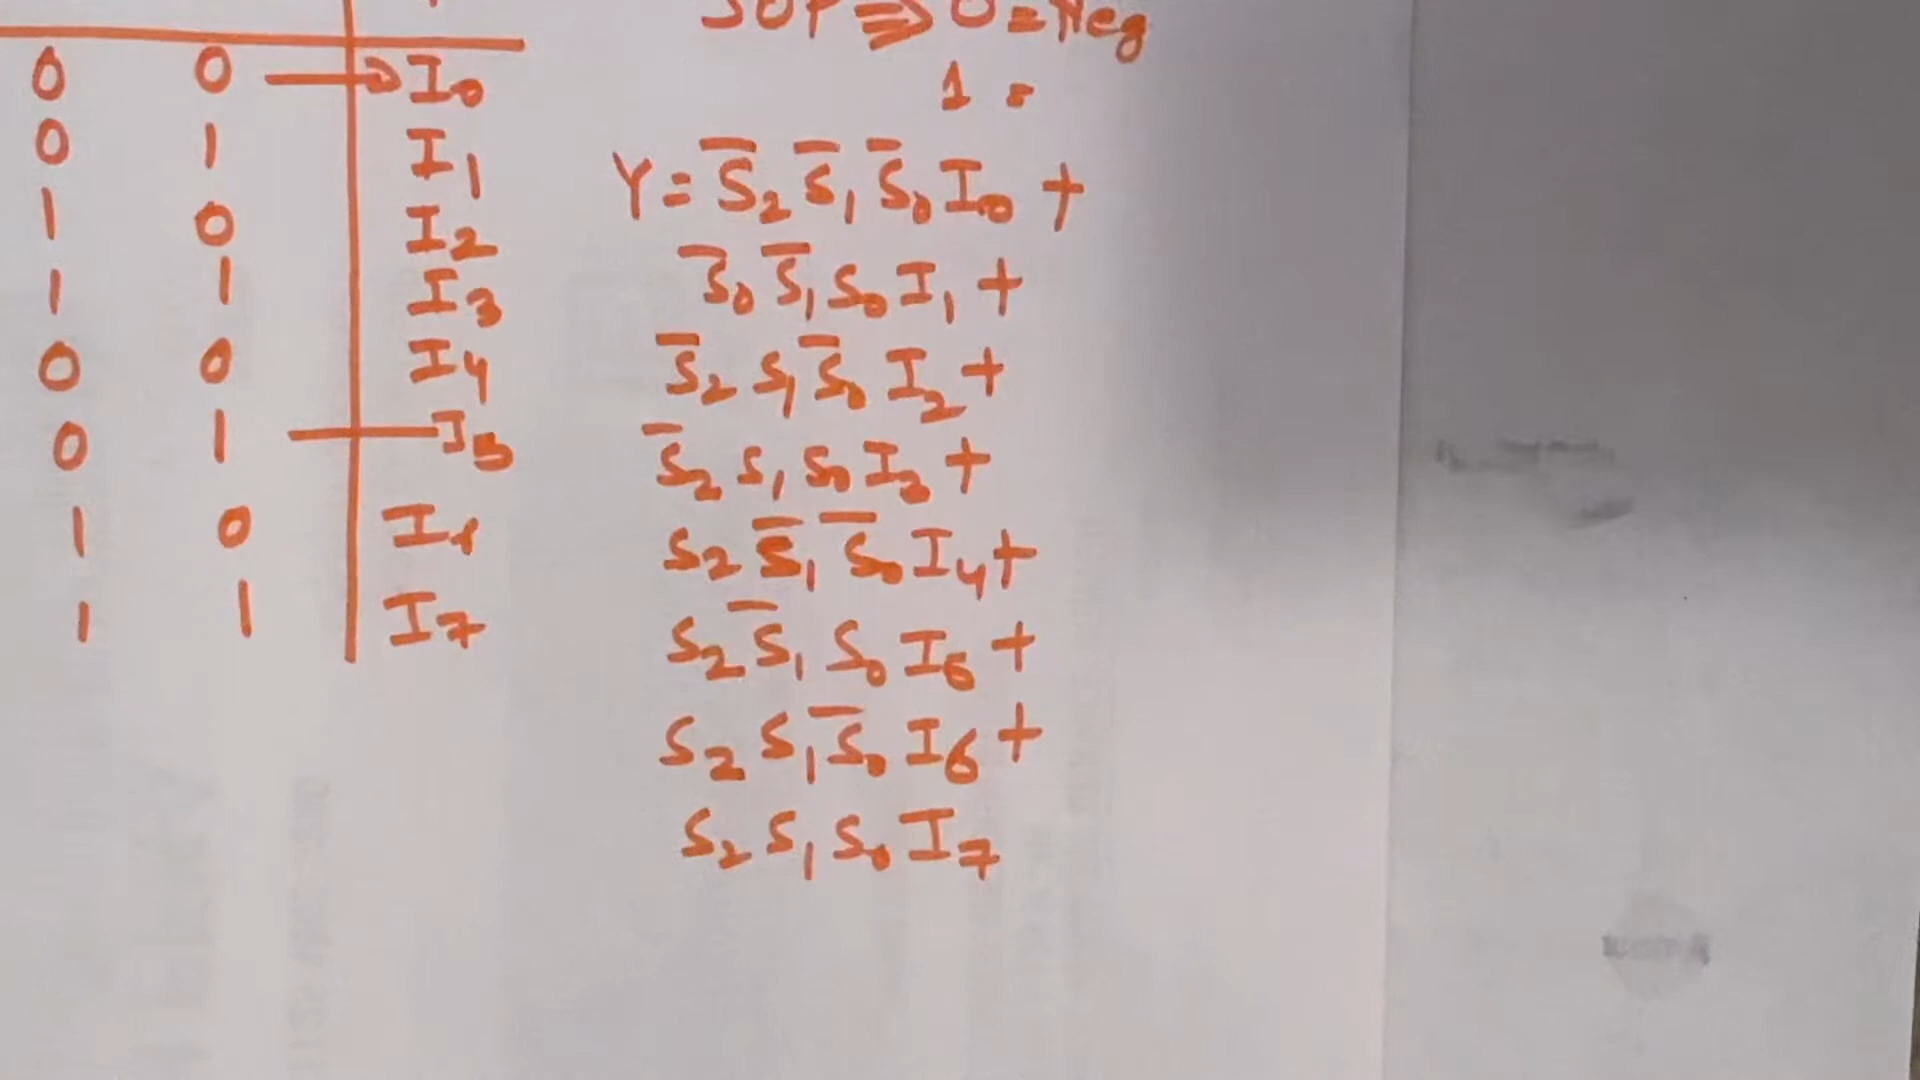 SOP ⇒ 0 = Neg
1 =
0 0 → I₀
0 1 I₁
1 0 I₂
1 1 I₃
0 0 I₄
0 1 I₅
1 0
1 1 I₇
Y = S̅₂ S̅₁ S̅₀ I₀ +
S̅₀ S̅₁ S₀ I₁ +
S̅₂ S₁ S̅₀ I₂ +
S̅₂ S₁ S₀ I₃ +
S₂ S̅₁ S̅₀ I₄ +
S₂ S̅₁ S₀ I₅ +
S₂ S₁ S̅₀ I₆ +
S₂ S₁ S₀ I₇